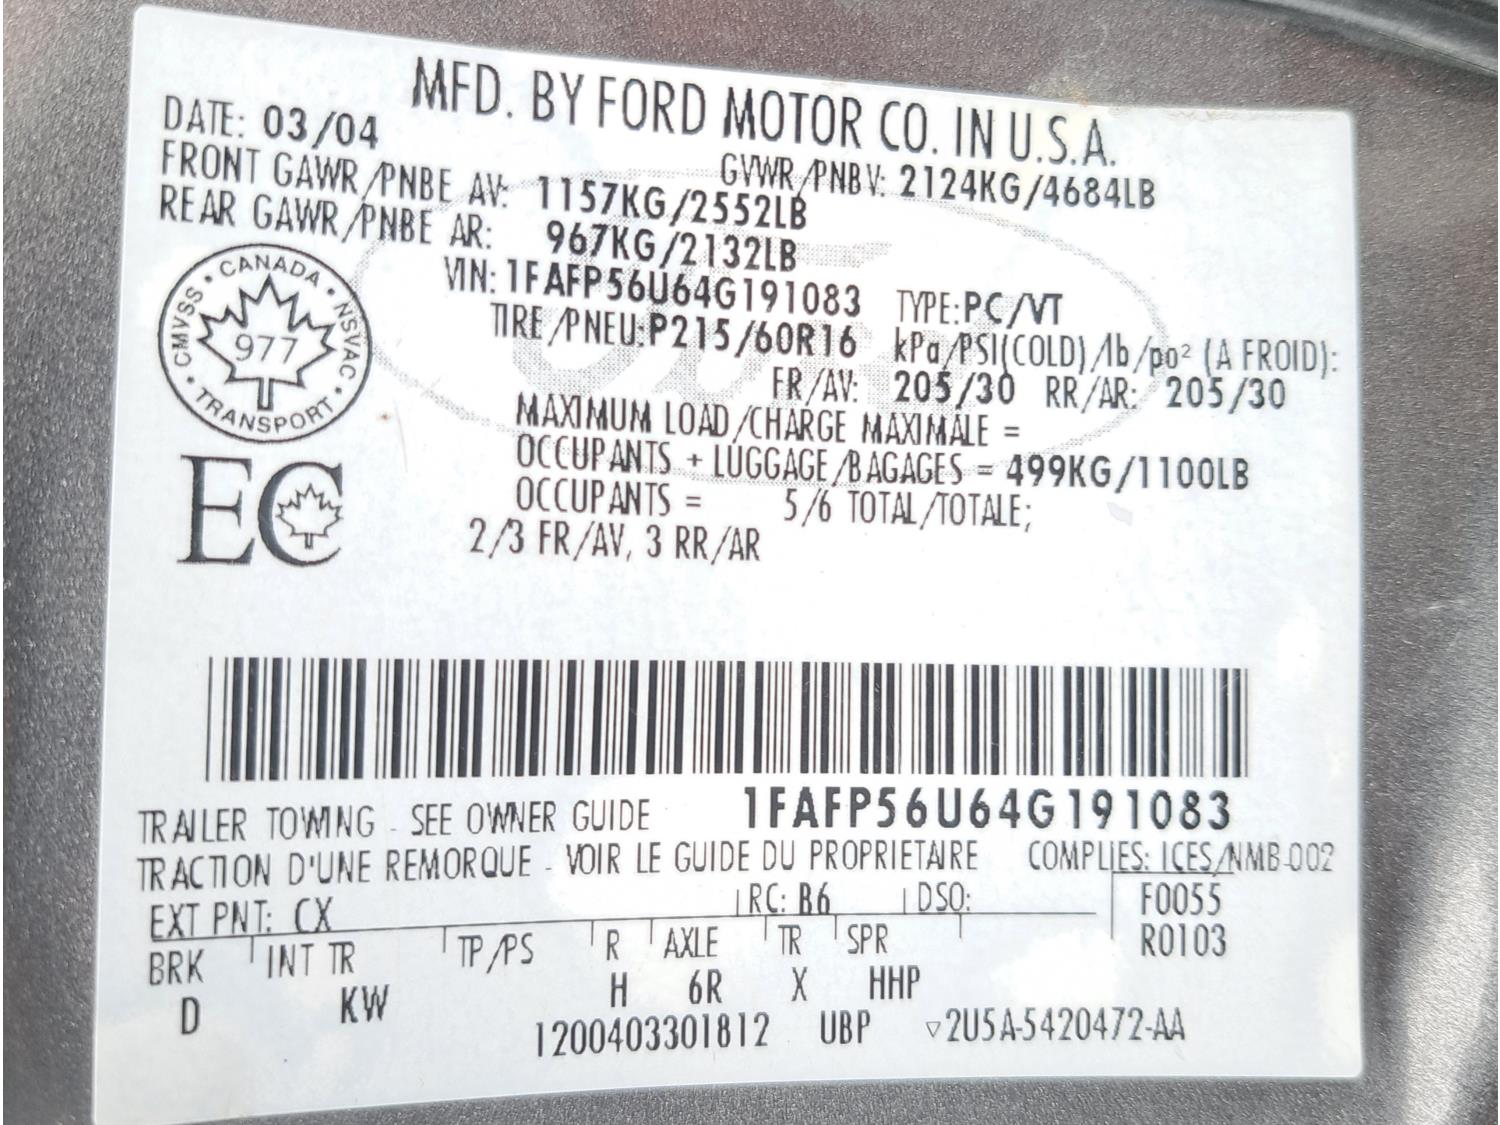 MFD. BY FORD MOTOR CO. IN U.S.A.
DATE: 03/04
GVWR/PNBV: 2124KG/4684LB
FRONT GAWR/PNBE AV: 1157KG/2552LB
REAR GAWR/PNBE AR: 967KG/2132LB
VIN: 1FAFP56U64G191083 TYPE: PC/VT
TIRE/PNEU: P215/60R16 kPa/PSI(COLD)/lb/po² (A FROID):
FR/AV: 205/30 RR/AR: 205/30
MAXIMUM LOAD/CHARGE MAXIMALE =
OCCUPANTS + LUGGAGE/BAGAGES = 499KG/1100LB
OCCUPANTS = 5/6 TOTAL/TOTALE;
2/3 FR/AV, 3 RR/AR
CANADA · NSVAC · TRANSPORT · CMVSS ·
977
EC
1FAFP56U64G191083
TRAILER TOWING - SEE OWNER GUIDE
TRACTION D'UNE REMORQUE - VOIR LE GUIDE DU PROPRIETAIRE COMPLIES: ICES/NMB-002
EXT PNT: CX RC: B6 DSO: F0055
BRK INT TR TP/PS R AXLE TR SPR R0103
D KW H 6R X HHP
1200403301812 UBP ▽2U5A-5420472-AA